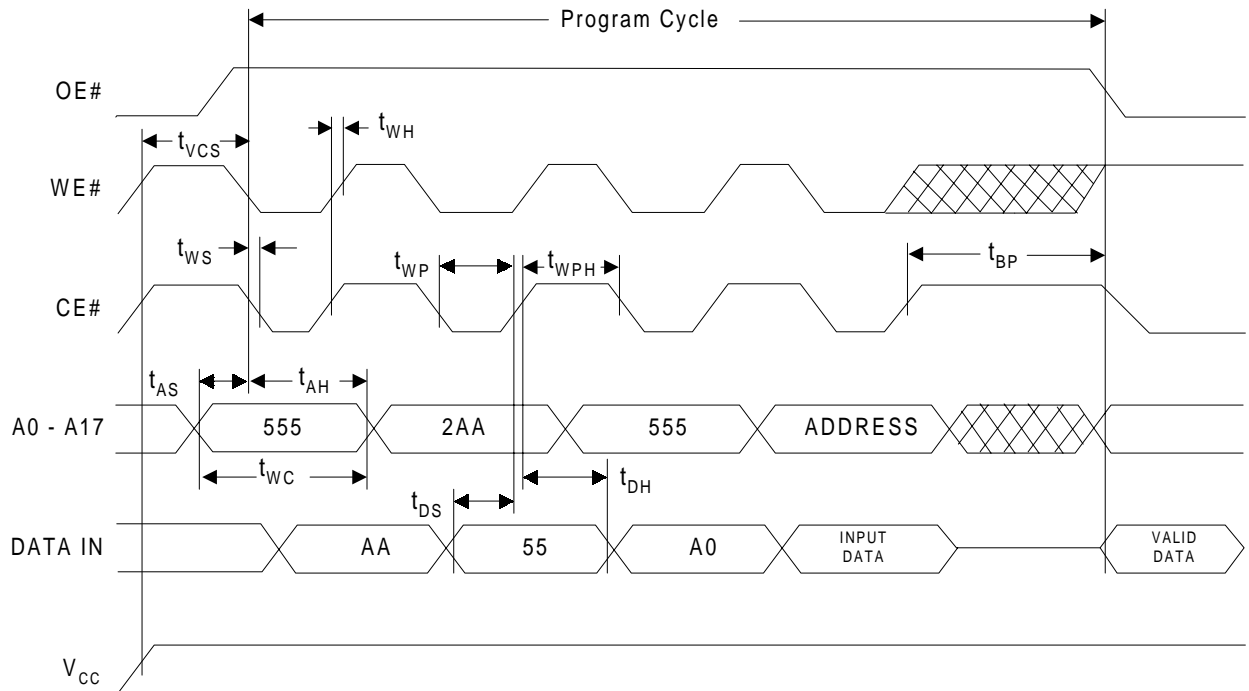 Program Cycle
OE#
tVCS
tWH
WE#
tWS
tWP
tWPH
tBP
CE#
tAS
tAH
A0 - A17
555
2AA
555
ADDRESS
tWC
tDS
tDH
DATA IN
AA
55
A0
INPUT
DATA
VALID
DATA
VCC